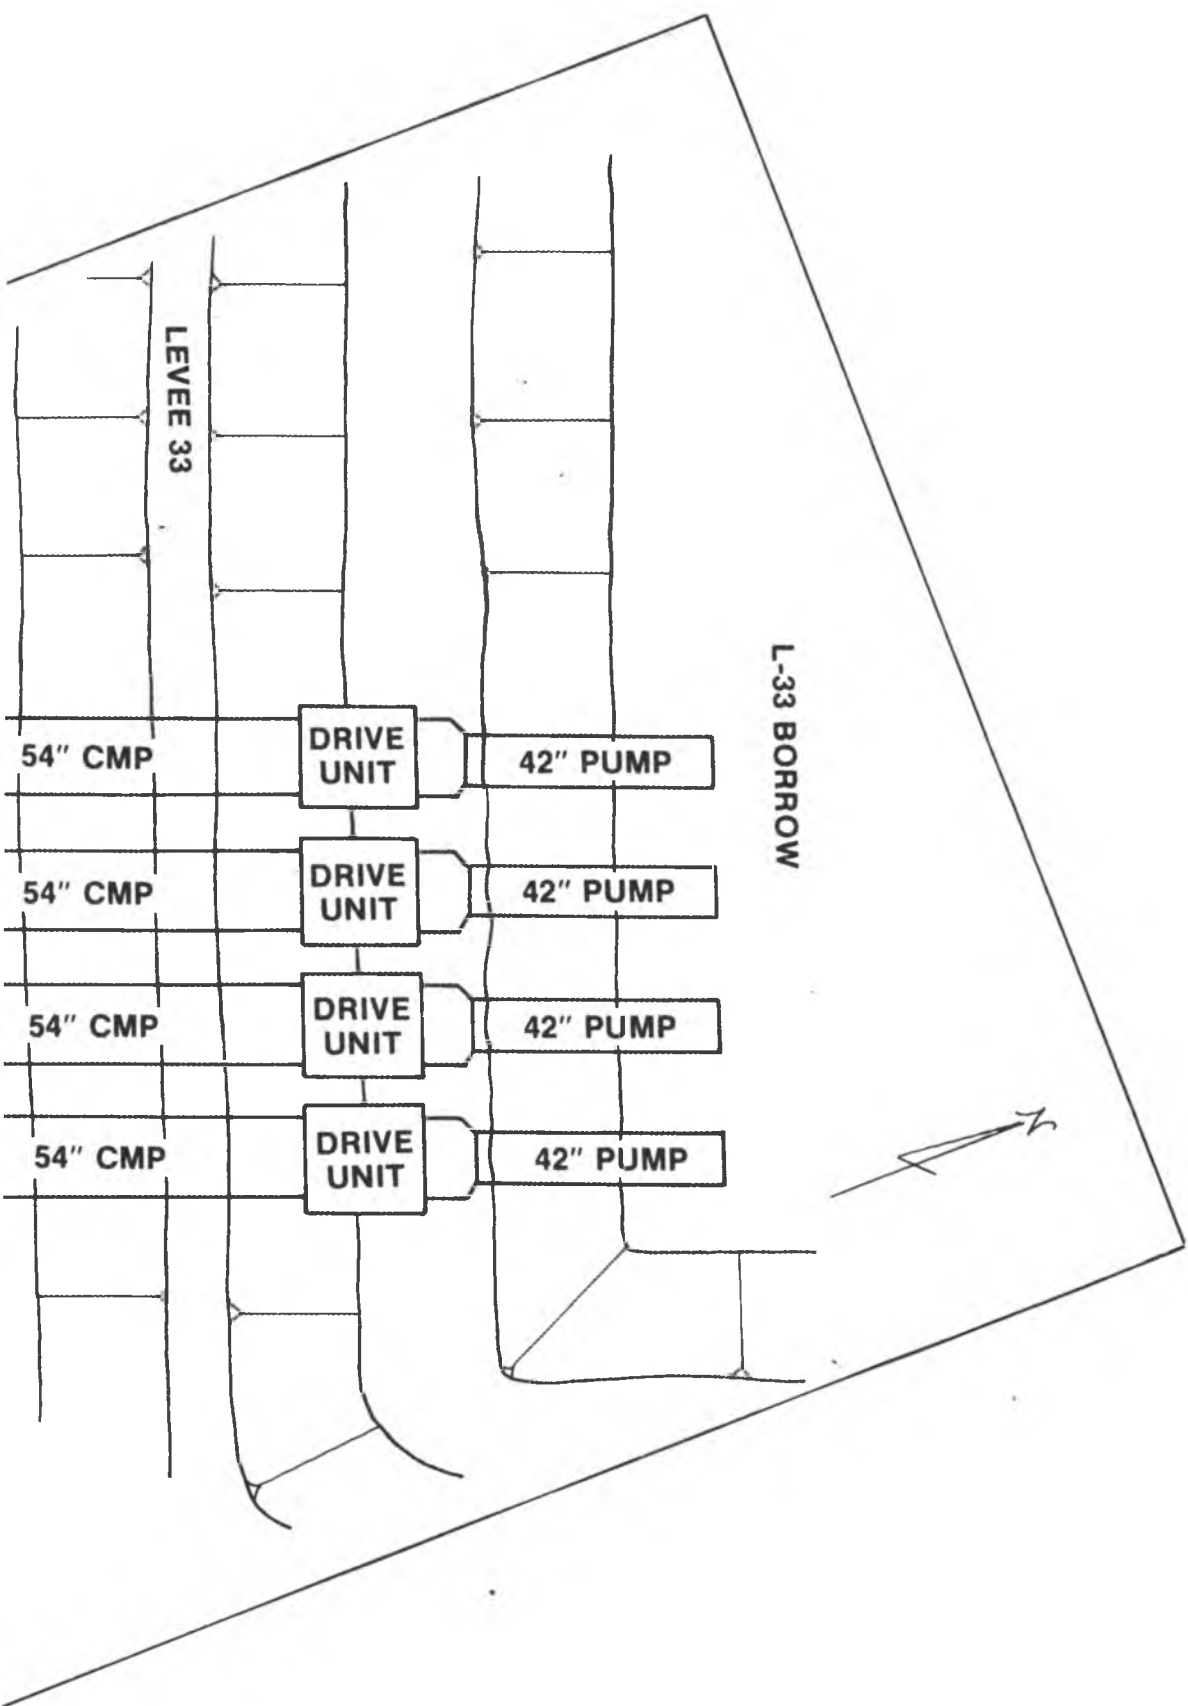 LEVEE 33
L-33 BORROW
54" CMP
DRIVE
UNIT
42" PUMP
54" CMP
DRIVE
UNIT
42" PUMP
54" CMP
DRIVE
UNIT
42" PUMP
N
54" CMP
DRIVE
UNIT
42" PUMP